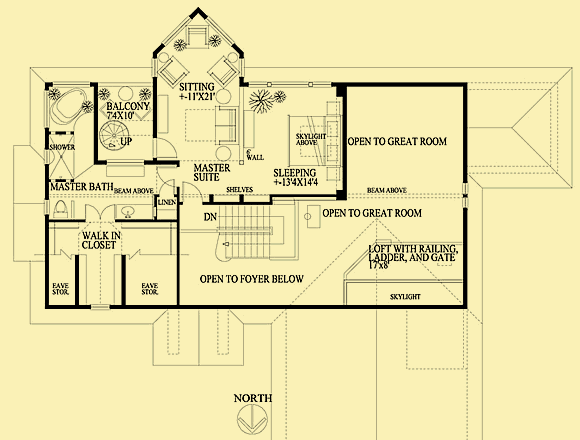 SITTING
+-11'X21'
BALCONY
7'4X10'
UP
SHOWER
SKYLIGHT
ABOVE
OPEN TO GREAT ROOM
WALL
MASTER
SUITE
SLEEPING
+-13'4X14'4
MASTER BATH
BEAM ABOVE
SHELVES
BEAM ABOVE
LINEN
DN
OPEN TO GREAT ROOM
WALK IN
CLOSET
LOFT WITH RAILING,
LADDER, AND GATE
17'x8'
OPEN TO FOYER BELOW
EAVE
STOR.
EAVE
STOR.
SKYLIGHT
NORTH